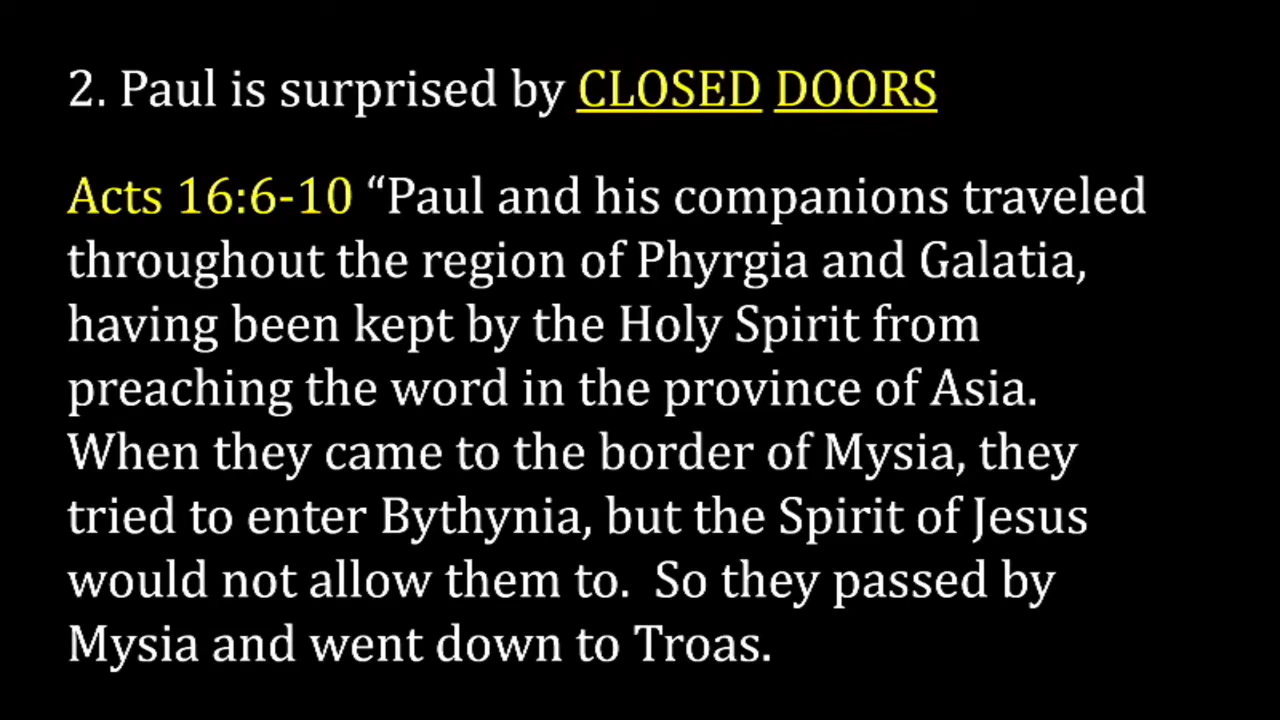 2. Paul is surprised by CLOSED DOORS
Acts 16:6-10 “Paul and his companions traveled
throughout the region of Phyrgia and Galatia,
having been kept by the Holy Spirit from
preaching the word in the province of Asia.
When they came to the border of Mysia, they
tried to enter Bythynia, but the Spirit of Jesus
would not allow them to.  So they passed by
Mysia and went down to Troas.